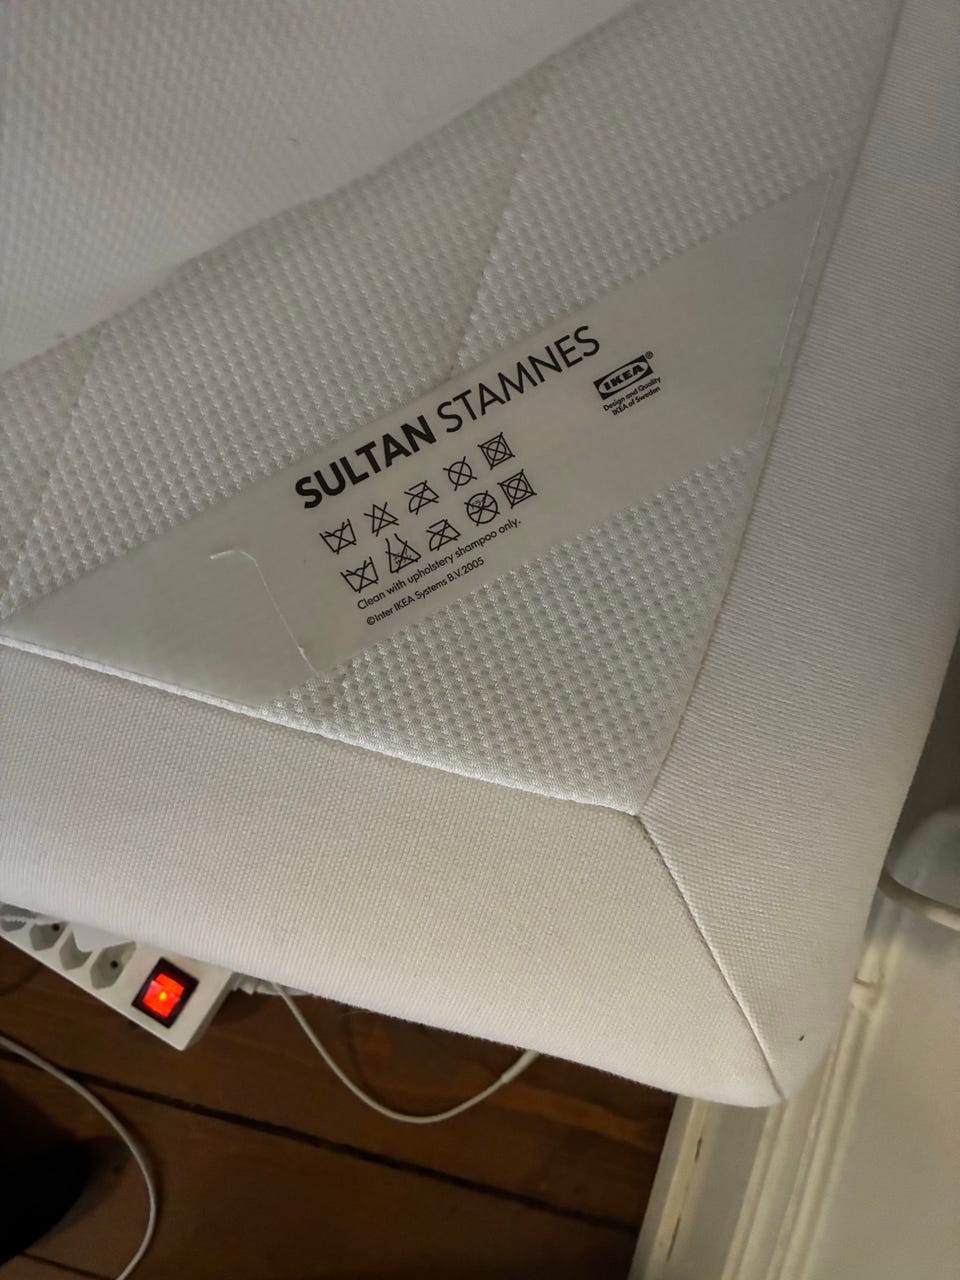 SULTAN STAMNES
IKEA®
Design and Quality
IKEA of Sweden
Clean with upholstery shampoo only.
©Inter IKEA Systems B.V. 2005